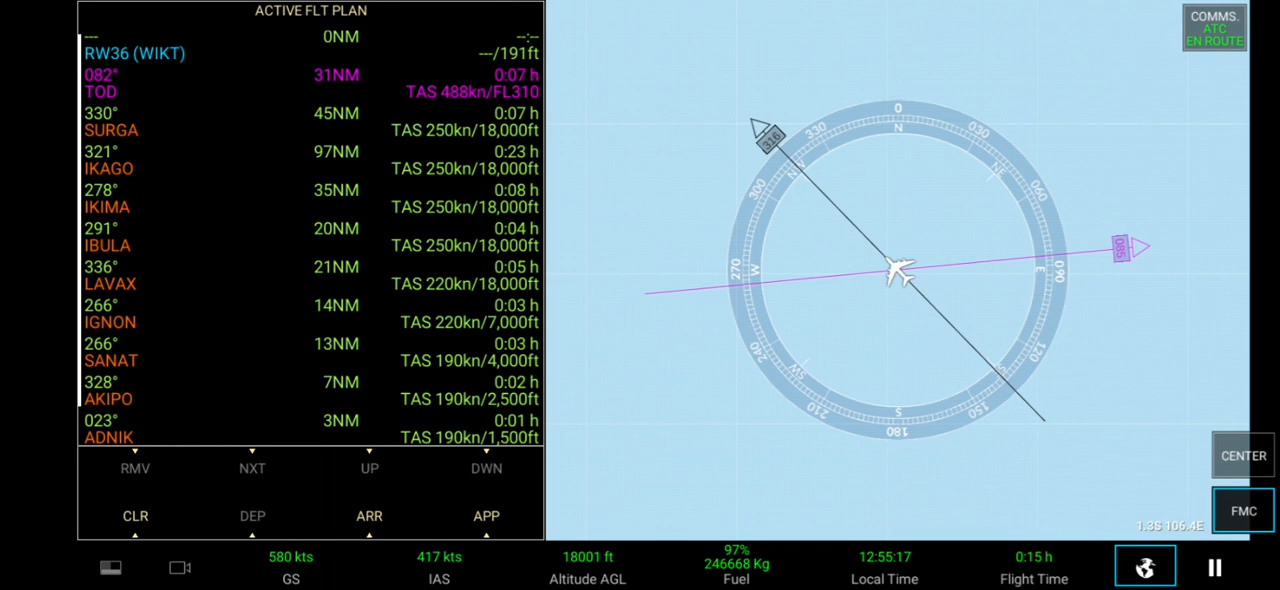 ACTIVE FLT PLAN
--- 0NM --:--
RW36 (WIKT) ---/191ft
082° 31NM 0:07 h
TOD TAS 488kn/FL310
330° 45NM 0:07 h
SURGA TAS 250kn/18,000ft
321° 97NM 0:23 h
IKAGO TAS 250kn/18,000ft
278° 35NM 0:08 h
IKIMA TAS 250kn/18,000ft
291° 20NM 0:04 h
IBULA TAS 250kn/18,000ft
336° 21NM 0:05 h
LAVAX TAS 220kn/18,000ft
266° 14NM 0:03 h
IGNON TAS 220kn/7,000ft
266° 13NM 0:03 h
SANAT TAS 190kn/4,000ft
328° 7NM 0:02 h
AKIPO TAS 190kn/2,500ft
023° 3NM 0:01 h
ADNIK TAS 190kn/1,500ft
RMV NXT UP DWN
CLR DEP ARR APP
COMMS.
ATC
EN ROUTE
0
030
060
090
120
150
180
210
240
270
300
330
N
NE
E
S
SW
W
316
085
CENTER
FMC
1.3S 106.4E
580 kts
GS
417 kts
IAS
18001 ft
Altitude AGL
97%
246668 Kg
Fuel
12:55:17
Local Time
0:15 h
Flight Time